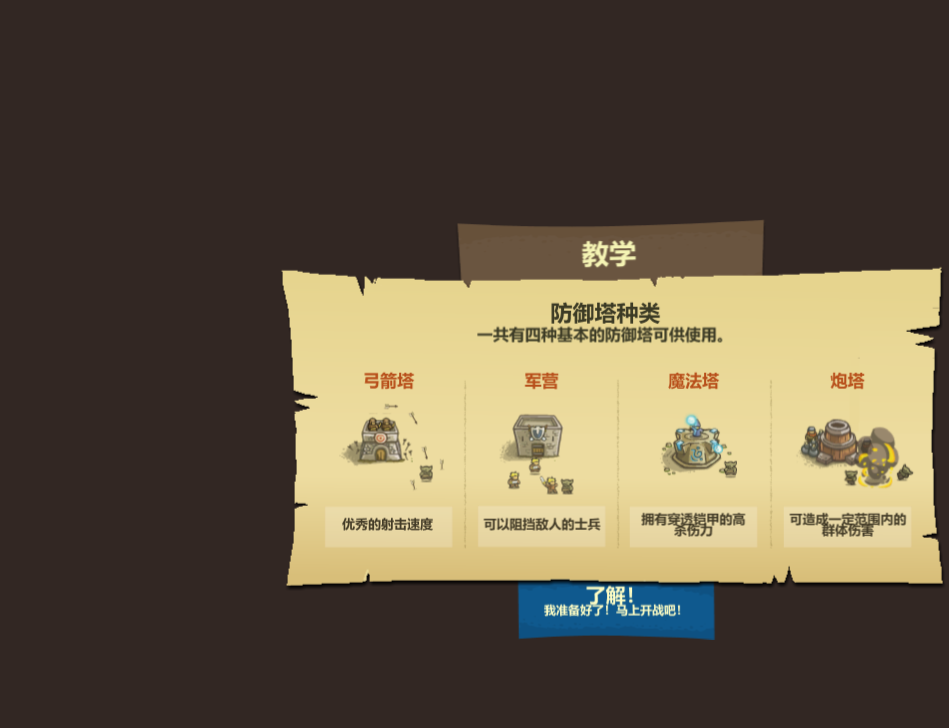 教学
防御塔种类
一共有四种基本的防御塔可供使用。
弓箭塔
军营
魔法塔
炮塔
优秀的射击速度
可以阻挡敌人的士兵
拥有穿透铠甲的高
杀伤力
可造成一定范围内的
群体伤害
了解！
我准备好了！马上开战吧！